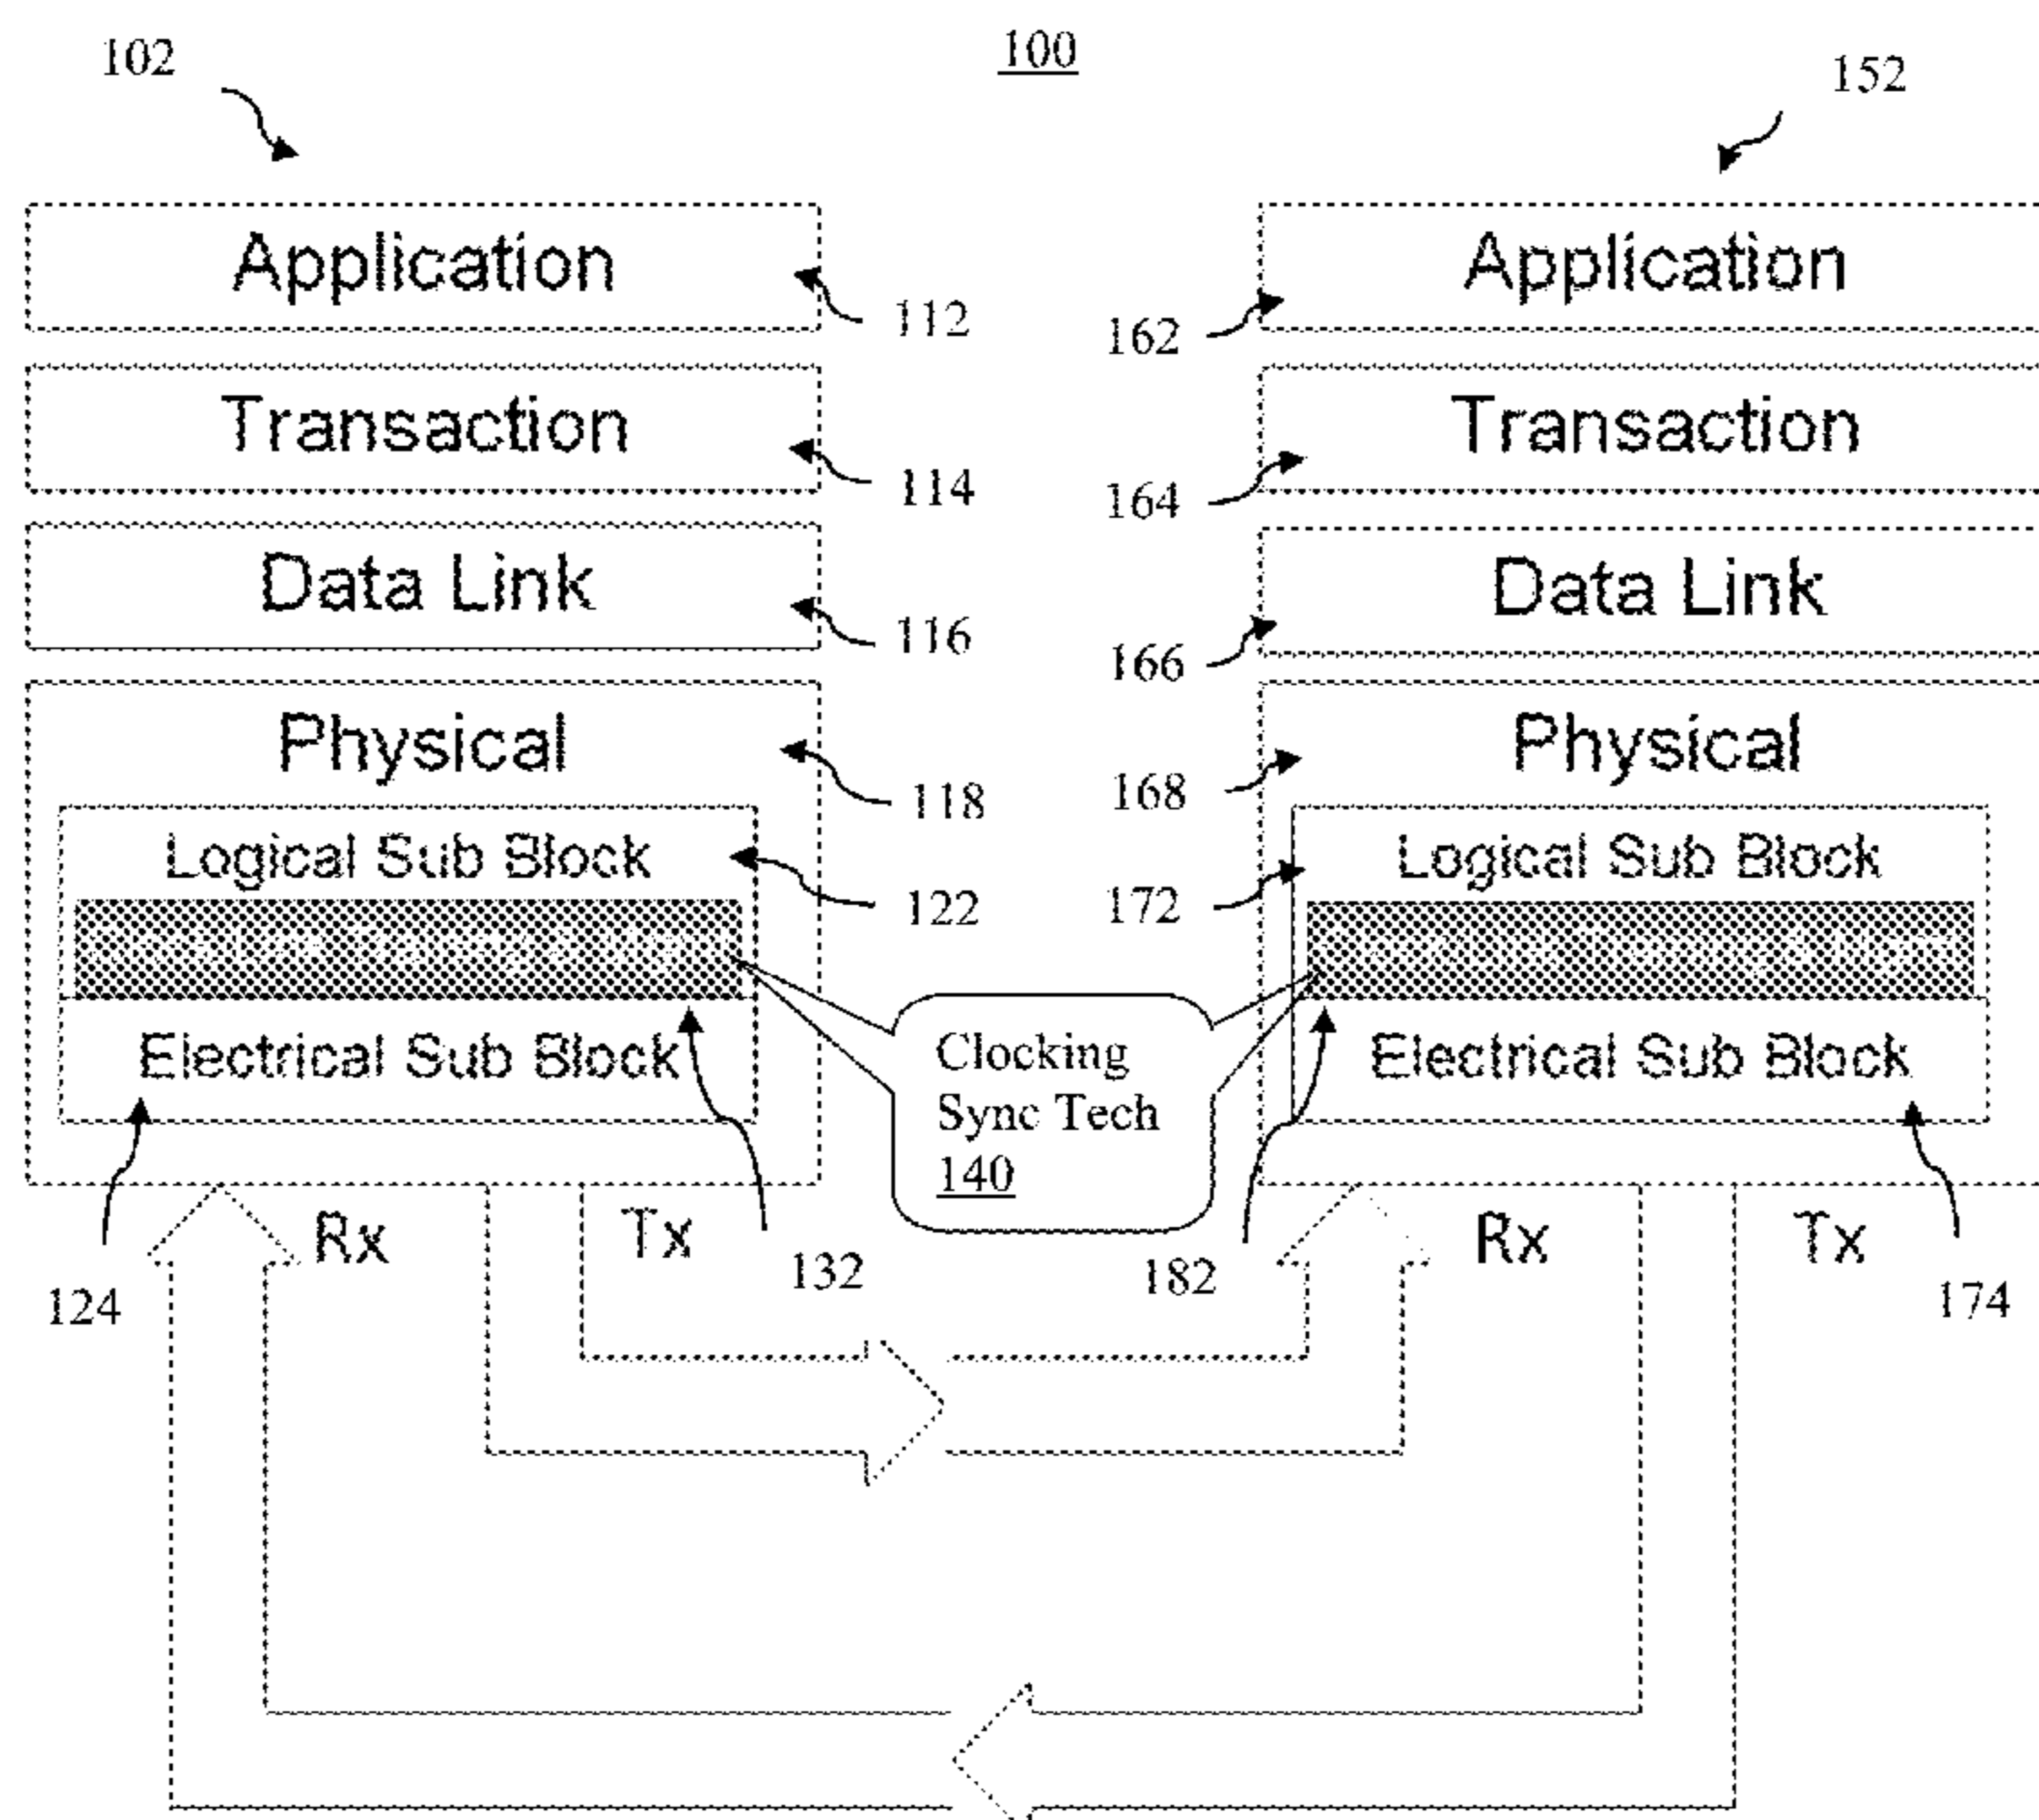 100
102
152
Application
112
162
Application
Transaction
114
164
Transaction
Data Link
116
166
Data Link
Physical
118
168
Physical
Logical Sub Block
122
172
Logical Sub Block
Electrical Sub Block
Clocking
Sync Tech
140
Electrical Sub Block
Rx
Tx
Rx
Tx
124
132
182
174